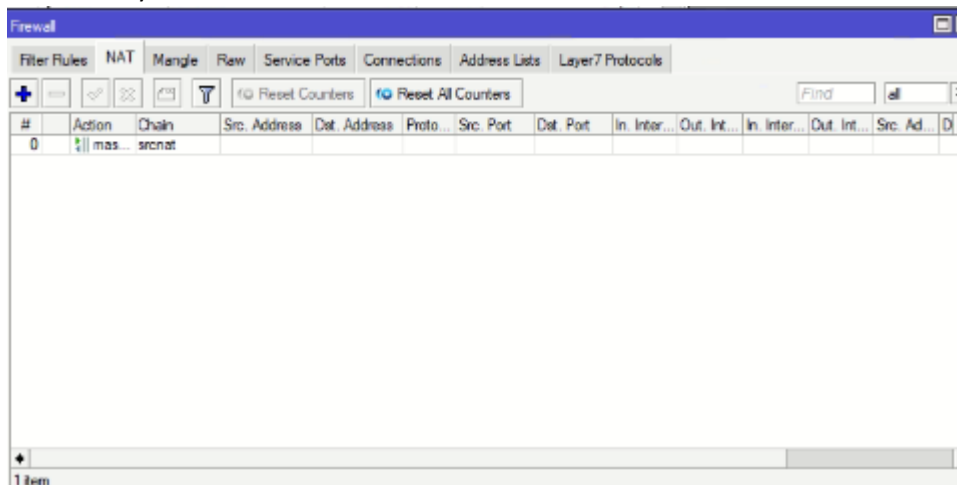 Firewall
Filter Rules NAT Mangle Raw Service Ports Connections Address Lists Layer7 Protocols
Reset Counters Reset All Counters Find all
# Action Chain Src. Address Dst. Address Proto... Src. Port Dst. Port In. Inter... Out. Int... In. Inter... Out. Int... Src. Ad... D
0 mas... srcnat
1 item